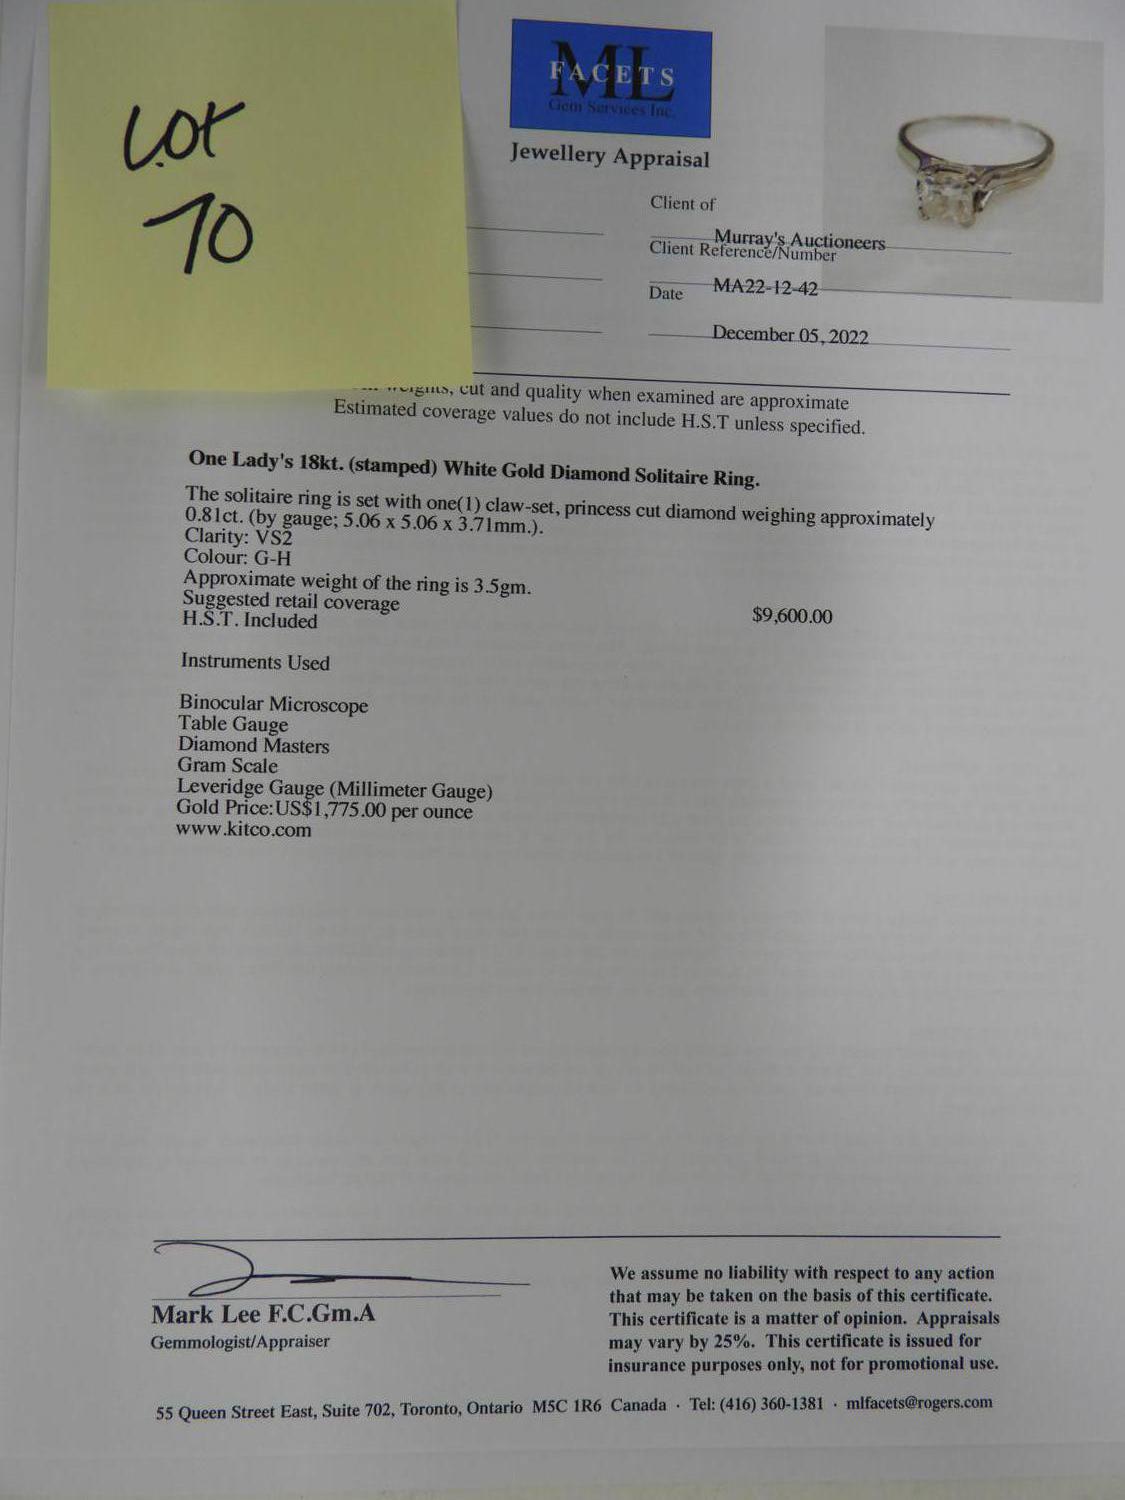 Lot
70
ML
FACETS
Gem Services Inc.
Jewellery Appraisal
Client of
Murray's Auctioneers
Client Reference/Number
MA22-12-42
Date
December 05, 2022
weights, cut and quality when examined are approximate
Estimated coverage values do not include H.S.T unless specified.
One Lady's 18kt. (stamped) White Gold Diamond Solitaire Ring.
The solitaire ring is set with one(1) claw-set, princess cut diamond weighing approximately
0.81ct. (by gauge; 5.06 x 5.06 x 3.71mm.).
Clarity: VS2
Colour: G-H
Approximate weight of the ring is 3.5gm.
Suggested retail coverage
H.S.T. Included $9,600.00
Instruments Used
Binocular Microscope
Table Gauge
Diamond Masters
Gram Scale
Leveridge Gauge (Millimeter Gauge)
Gold Price:US$1,775.00 per ounce
www.kitco.com
Mark Lee F.C.Gm.A
Gemmologist/Appraiser
We assume no liability with respect to any action
that may be taken on the basis of this certificate.
This certificate is a matter of opinion. Appraisals
may vary by 25%. This certificate is issued for
insurance purposes only, not for promotional use.
55 Queen Street East, Suite 702, Toronto, Ontario M5C 1R6 Canada · Tel: (416) 360-1381 · mlfacets@rogers.com